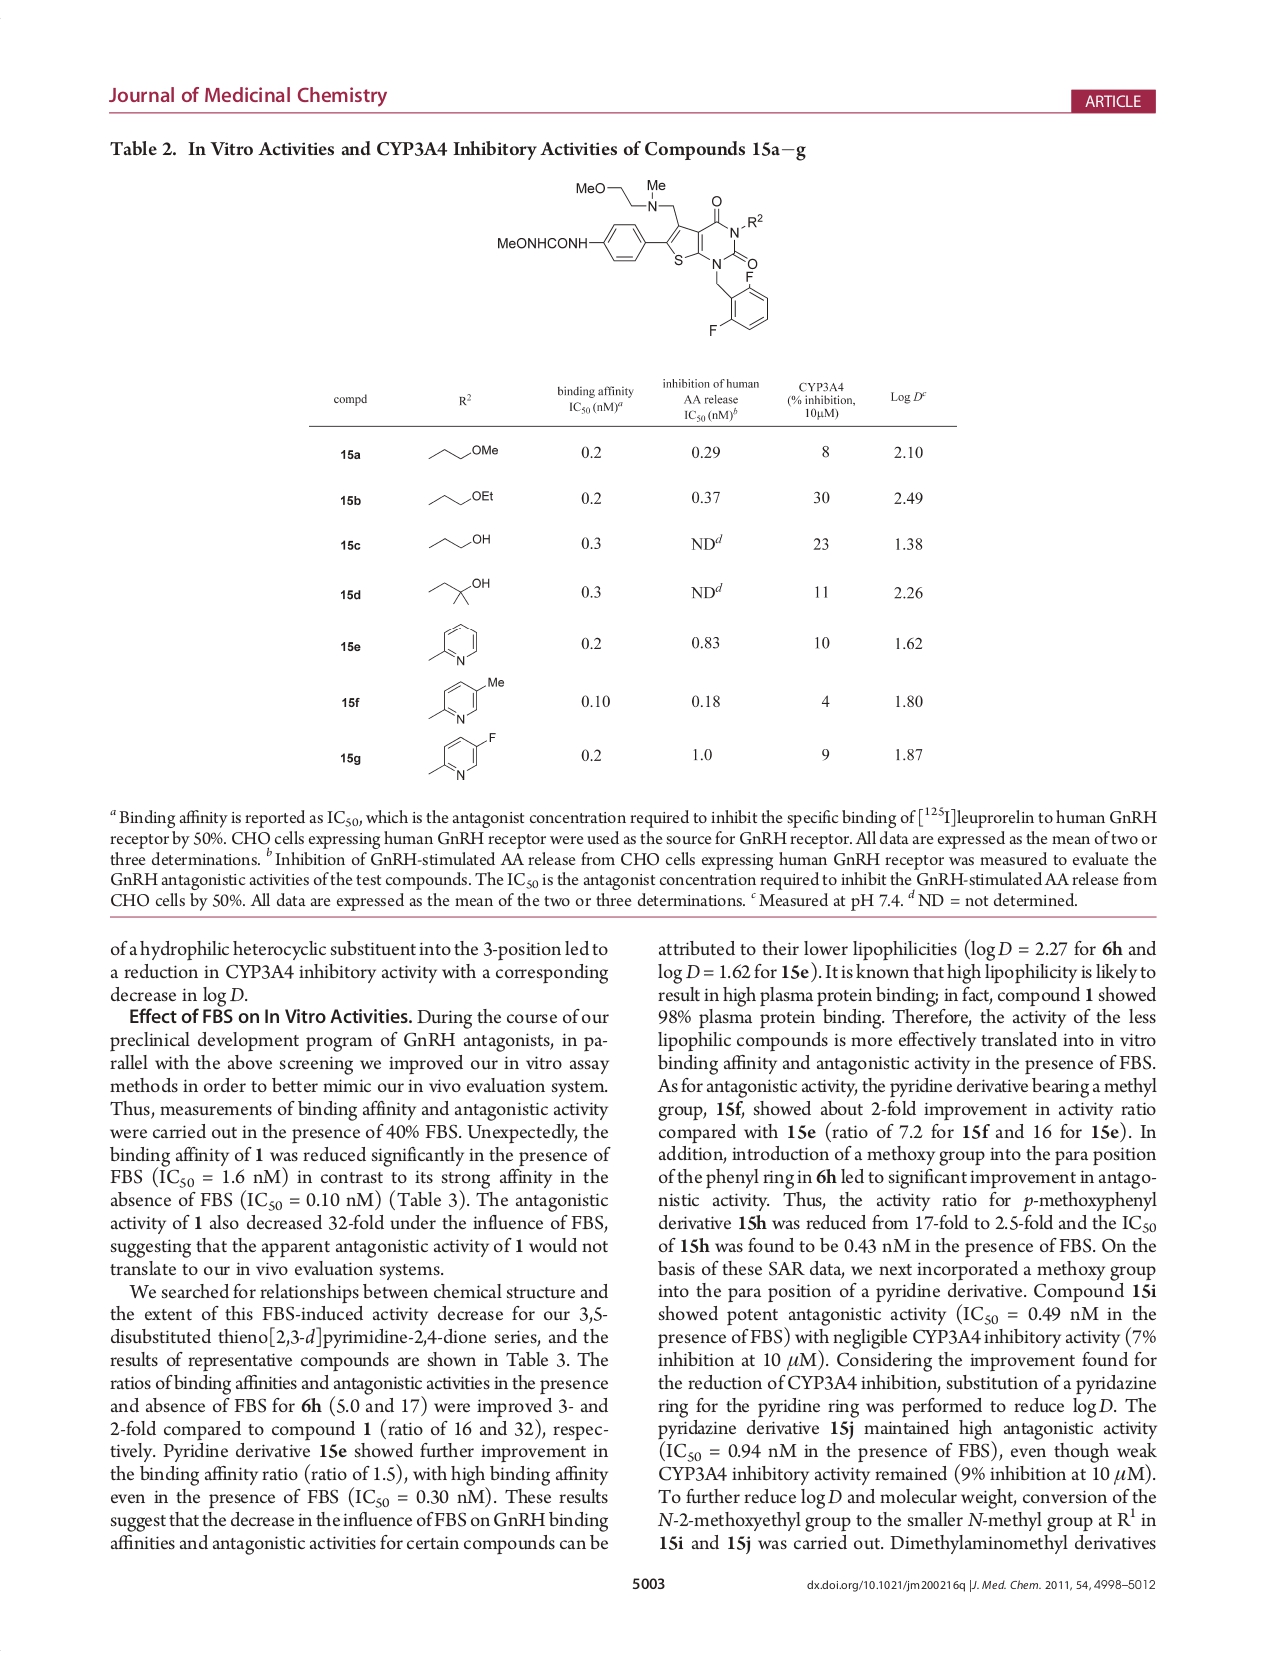 Journal of Medicinal Chemistry
ARTICLE
Table 2. In Vitro Activities and CYP3A4 Inhibitory Activities of Compounds 15a−g
MeO
Me
N
O
N
R2
MeONHCONH
S
N
O
F
F
compd
R2
binding affinity
IC50 (nM)a
inhibition of human
AA release
IC50 (nM)b
CYP3A4
(% inhibition,
10μM)
Log Dc
15a OMe 0.2 0.29 8 2.10
15b OEt 0.2 0.37 30 2.49
15c OH 0.3 NDd 23 1.38
15d OH 0.3 NDd 11 2.26
15e N 0.2 0.83 10 1.62
15f Me N 0.10 0.18 4 1.80
15g F N 0.2 1.0 9 1.87
a Binding affinity is reported as IC50, which is the antagonist concentration required to inhibit the specific binding of [125I]leuprorelin to human GnRH
receptor by 50%. CHO cells expressing human GnRH receptor were used as the source for GnRH receptor. All data are expressed as the mean of two or
three determinations. b Inhibition of GnRH-stimulated AA release from CHO cells expressing human GnRH receptor was measured to evaluate the
GnRH antagonistic activities of the test compounds. The IC50 is the antagonist concentration required to inhibit the GnRH-stimulated AA release from
CHO cells by 50%. All data are expressed as the mean of the two or three determinations. c Measured at pH 7.4. d ND = not determined.
of a hydrophilic heterocyclic substituent into the 3-position led to
a reduction in CYP3A4 inhibitory activity with a corresponding
decrease in log D.
Effect of FBS on In Vitro Activities. During the course of our
preclinical development program of GnRH antagonists, in pa-
rallel with the above screening we improved our in vitro assay
methods in order to better mimic our in vivo evaluation system.
Thus, measurements of binding affinity and antagonistic activity
were carried out in the presence of 40% FBS. Unexpectedly, the
binding affinity of 1 was reduced significantly in the presence of
FBS (IC50 = 1.6 nM) in contrast to its strong affinity in the
absence of FBS (IC50 = 0.10 nM) (Table 3). The antagonistic
activity of 1 also decreased 32-fold under the influence of FBS,
suggesting that the apparent antagonistic activity of 1 would not
translate to our in vivo evaluation systems.
We searched for relationships between chemical structure and
the extent of this FBS-induced activity decrease for our 3,5-
disubstituted thieno[2,3-d]pyrimidine-2,4-dione series, and the
results of representative compounds are shown in Table 3. The
ratios of binding affinities and antagonistic activities in the presence
and absence of FBS for 6h (5.0 and 17) were improved 3- and
2-fold compared to compound 1 (ratio of 16 and 32), respec-
tively. Pyridine derivative 15e showed further improvement in
the binding affinity ratio (ratio of 1.5), with high binding affinity
even in the presence of FBS (IC50 = 0.30 nM). These results
suggest that the decrease in the influence of FBS on GnRH binding
affinities and antagonistic activities for certain compounds can be
attributed to their lower lipophilicities (log D = 2.27 for 6h and
log D = 1.62 for 15e). It is known that high lipophilicity is likely to
result in high plasma protein binding; in fact, compound 1 showed
98% plasma protein binding. Therefore, the activity of the less
lipophilic compounds is more effectively translated into in vitro
binding affinity and antagonistic activity in the presence of FBS.
As for antagonistic activity, the pyridine derivative bearing a methyl
group, 15f, showed about 2-fold improvement in activity ratio
compared with 15e (ratio of 7.2 for 15f and 16 for 15e). In
addition, introduction of a methoxy group into the para position
of the phenyl ring in 6h led to significant improvement in antago-
nistic activity. Thus, the activity ratio for p-methoxyphenyl
derivative 15h was reduced from 17-fold to 2.5-fold and the IC50
of 15h was found to be 0.43 nM in the presence of FBS. On the
basis of these SAR data, we next incorporated a methoxy group
into the para position of a pyridine derivative. Compound 15i
showed potent antagonistic activity (IC50 = 0.49 nM in the
presence of FBS) with negligible CYP3A4 inhibitory activity (7%
inhibition at 10 μM). Considering the improvement found for
the reduction of CYP3A4 inhibition, substitution of a pyridazine
ring for the pyridine ring was performed to reduce log D. The
pyridazine derivative 15j maintained high antagonistic activity
(IC50 = 0.94 nM in the presence of FBS), even though weak
CYP3A4 inhibitory activity remained (9% inhibition at 10 μM).
To further reduce log D and molecular weight, conversion of the
N-2-methoxyethyl group to the smaller N-methyl group at R1 in
15i and 15j was carried out. Dimethylaminomethyl derivatives
5003
dx.doi.org/10.1021/jm200216q |J. Med. Chem. 2011, 54, 4998–5012